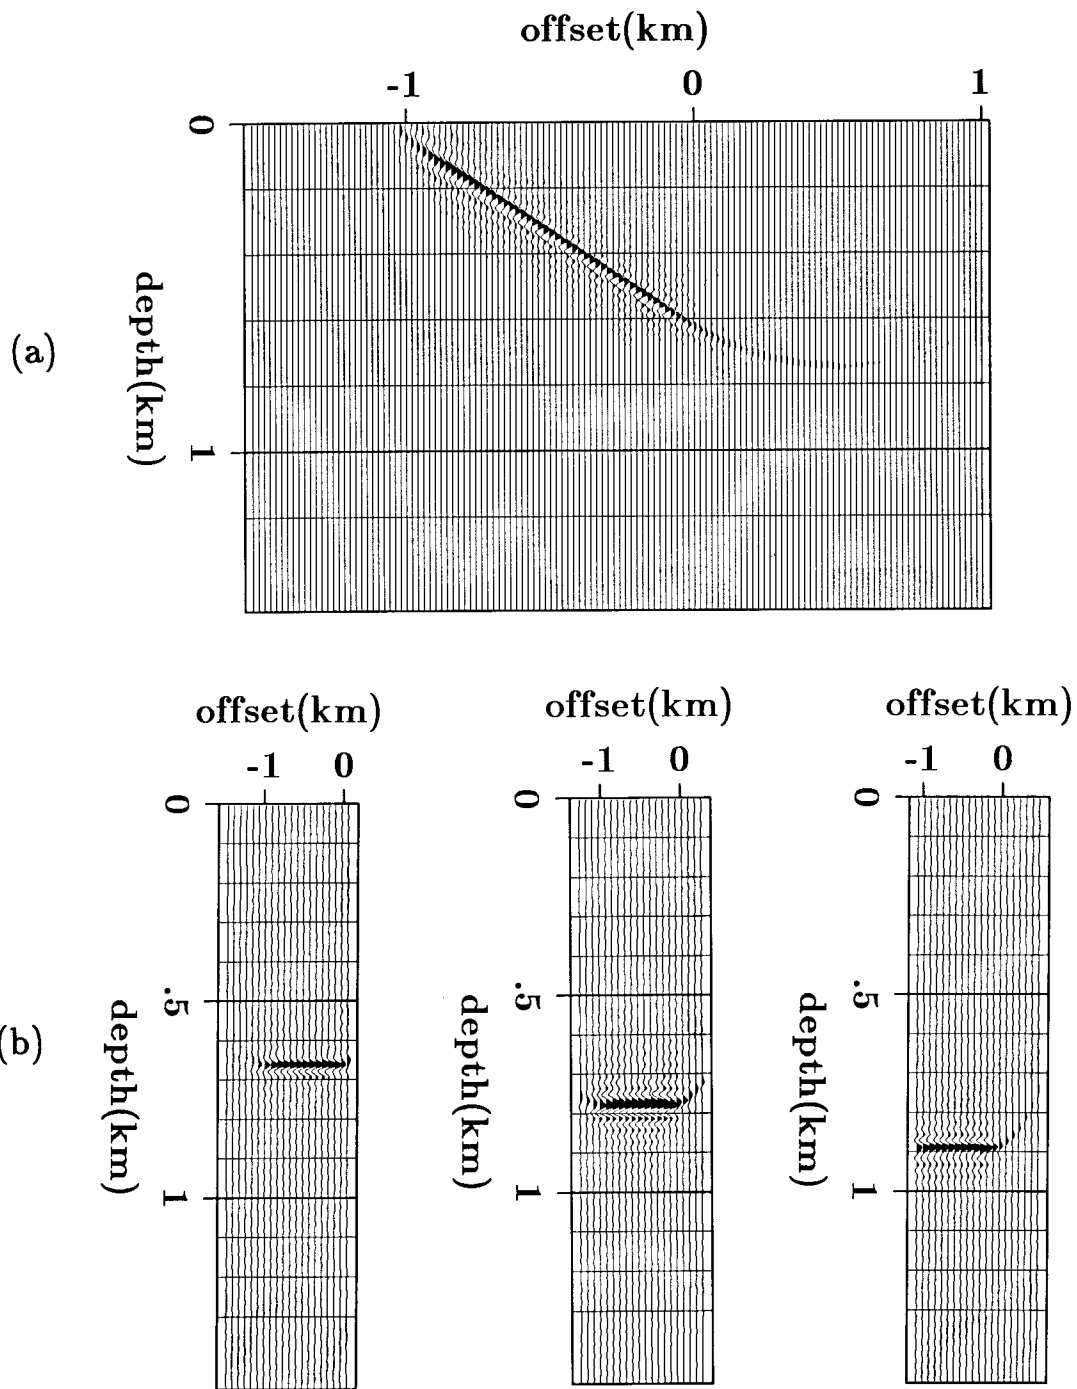 offset(km)
-1 0 1
0
depth(km)
1
(a)
offset(km) offset(km) offset(km)
-1 0 -1 0 -1 0
0 0 0
.5 .5 .5
depth(km) depth(km) depth(km)
1 1 1
(b)